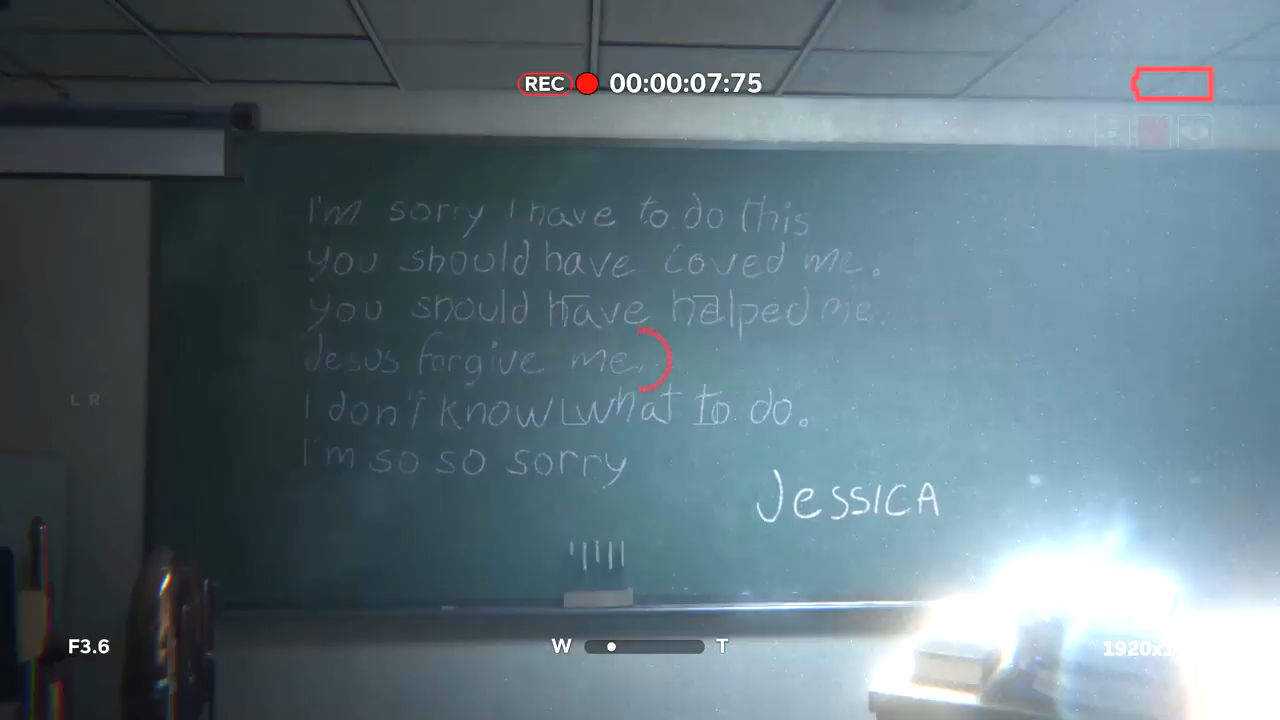 REC 00:00:07:75
I'm sorry I have to do this
you should have loved me.
you should have helped me.
Jesus forgive me.
L R
I don't know what to do.
I'm so so sorry
Jessica
F3.6
W T